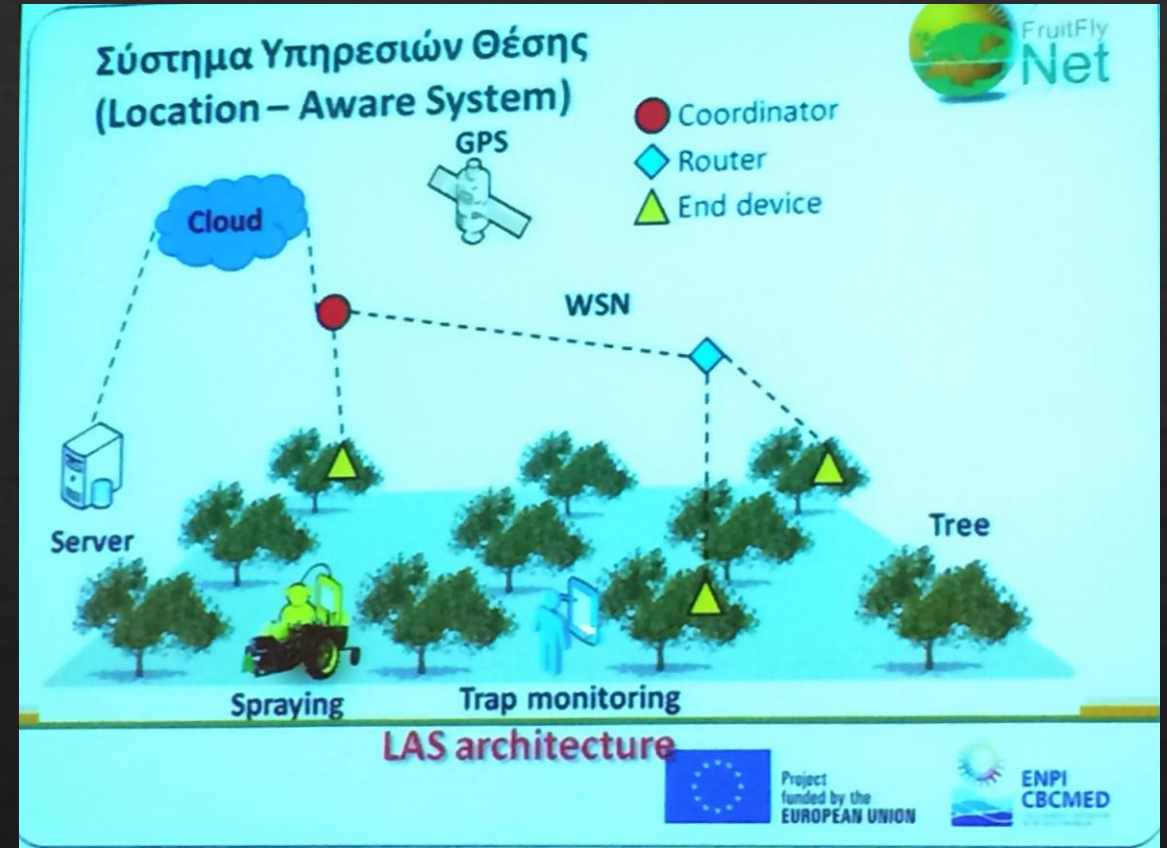 Σύστημα Υπηρεσιών Θέσης
(Location – Aware System)
FruitFly
Net
Coordinator
Router
End device
GPS
Cloud
WSN
Server
Tree
Spraying
Trap monitoring
LAS architecture
Project
funded by the
EUROPEAN UNION
ENPI
CBCMED